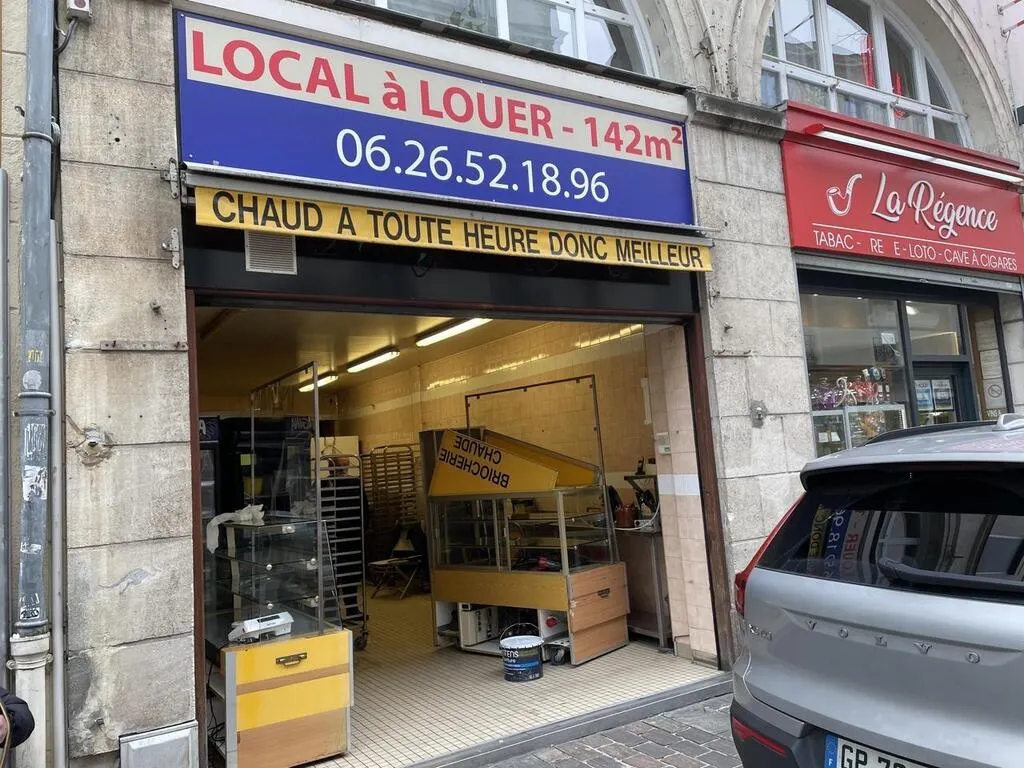 LOCAL à LOUER - 142m²
06.26.52.18.96
CHAUD A TOUTE HEURE DONC MEILLEUR
La Régence
TABAC - RE E - LOTO - CAVE À CIGARES
BRIOCHERIE
CHAUDE
VOLVO